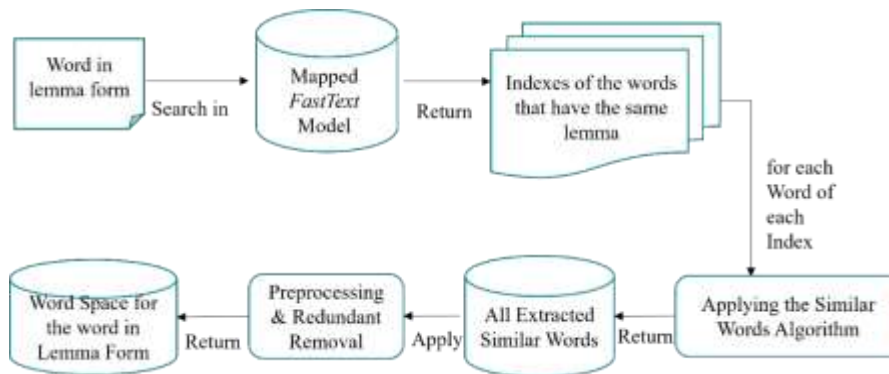 Word in
lemma form
Search in
Mapped
FastText
Model
Return
Indexes of the words
that have the same
lemma
for each
Word of
each
Index
Applying the Similar
Words Algorithm
Return
All Extracted
Similar Words
Apply
Preprocessing
& Redundant
Removal
Return
Word Space for
the word in
Lemma Form